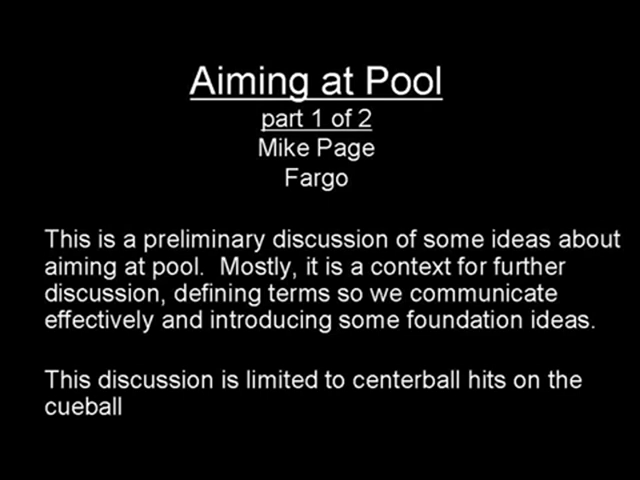 Aiming at Pool
part 1 of 2
Mike Page
Fargo
This is a preliminary discussion of some ideas about
aiming at pool.  Mostly, it is a context for further
discussion, defining terms so we communicate
effectively and introducing some foundation ideas.
This discussion is limited to centerball hits on the
cueball